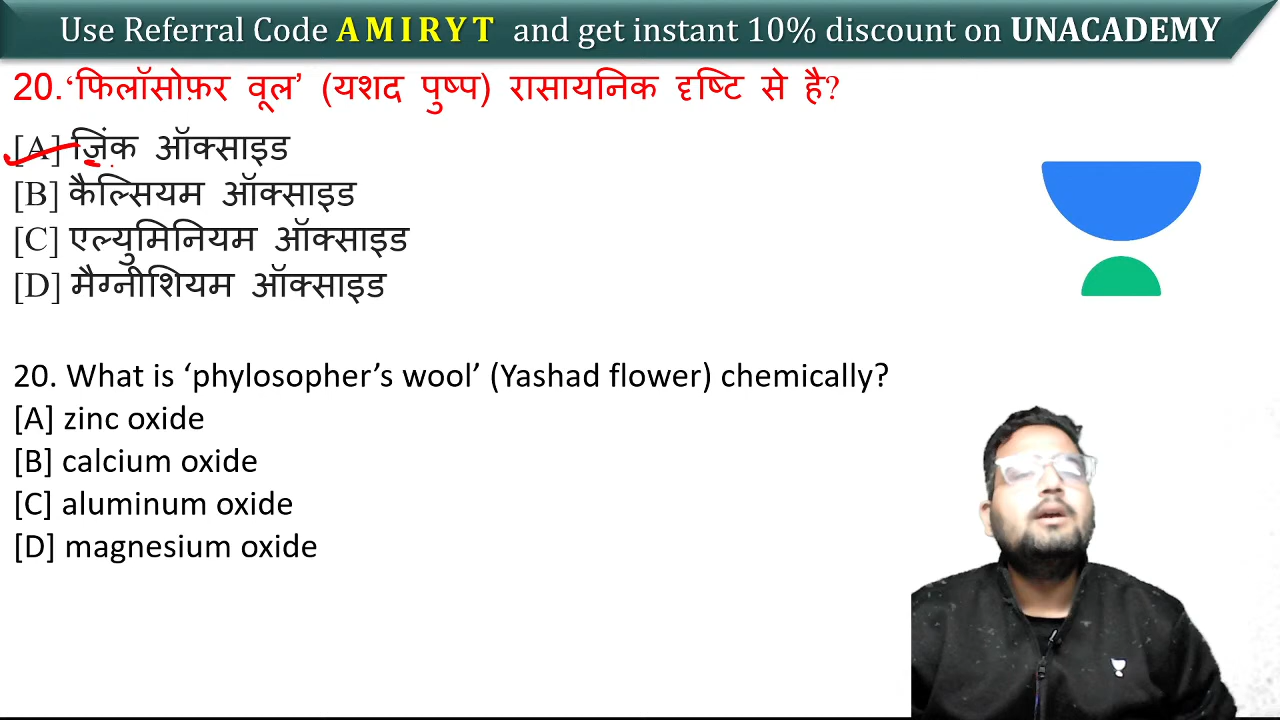 Use Referral Code AMIRYT and get instant 10% discount on UNACADEMY
20.‘फिलॉसोफ़र वूल’ (यशद पुष्प) रासायनिक दृष्टि से है?
[A] जिंक ऑक्साइड
[B] कैल्सियम ऑक्साइड
[C] एल्युमिनियम ऑक्साइड
[D] मैग्नीशियम ऑक्साइड
20. What is ‘phylosopher’s wool’ (Yashad flower) chemically?
[A] zinc oxide
[B] calcium oxide
[C] aluminum oxide
[D] magnesium oxide